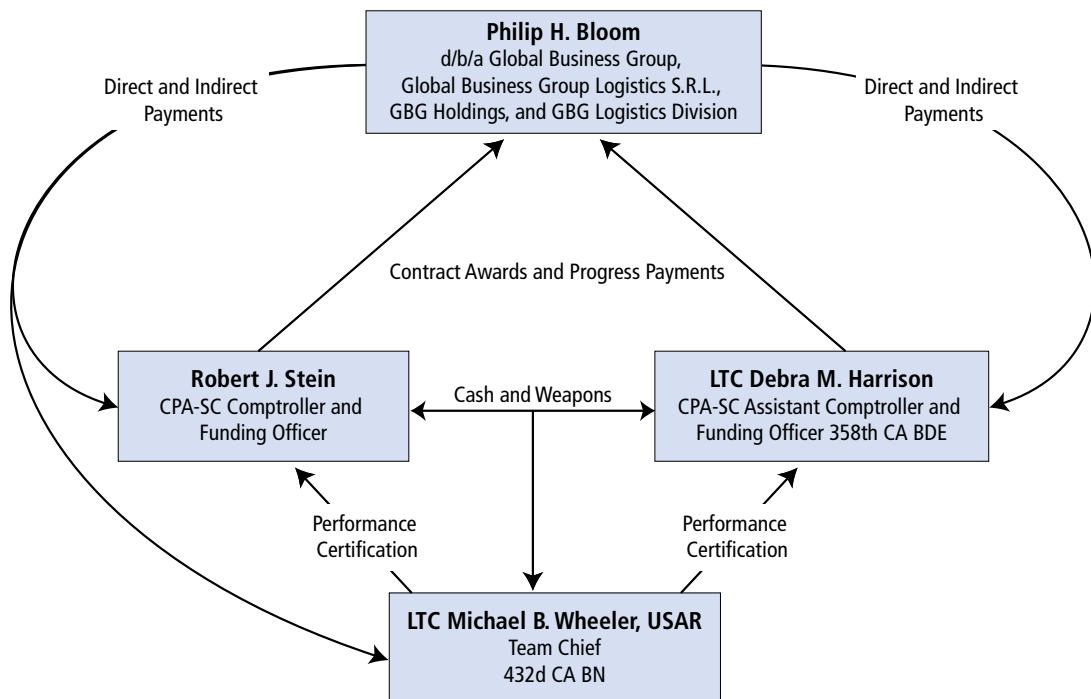 Philip H. Bloom
d/b/a Global Business Group,
Global Business Group Logistics S.R.L.,
GBG Holdings, and GBG Logistics Division
Direct and Indirect
Payments
Direct and Indirect
Payments
Contract Awards and Progress Payments
Robert J. Stein
CPA-SC Comptroller and
Funding Officer
Cash and Weapons
LTC Debra M. Harrison
CPA-SC Assistant Comptroller and
Funding Officer 358th CA BDE
Performance
Certification
Performance
Certification
LTC Michael B. Wheeler, USAR
Team Chief
432d CA BN